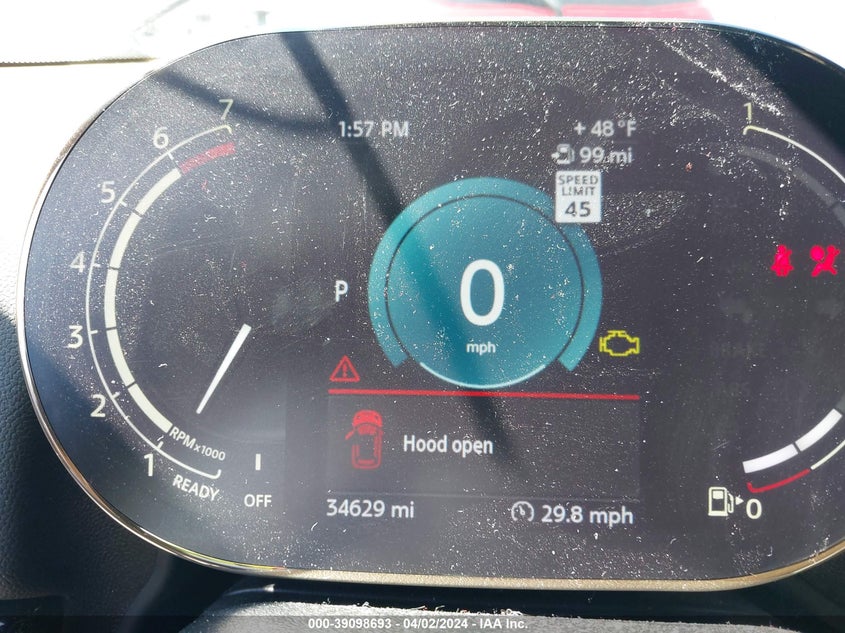 7
6
5
4
3
2
1
RPMx1000
READY
OFF
1:57 PM
+ 48 °F
99 mi
SPEED
LIMIT
45
P
0
mph
Hood open
34629 mi
29.8 mph
1
0
000-39098693 - 04/02/2024 - IAA Inc.